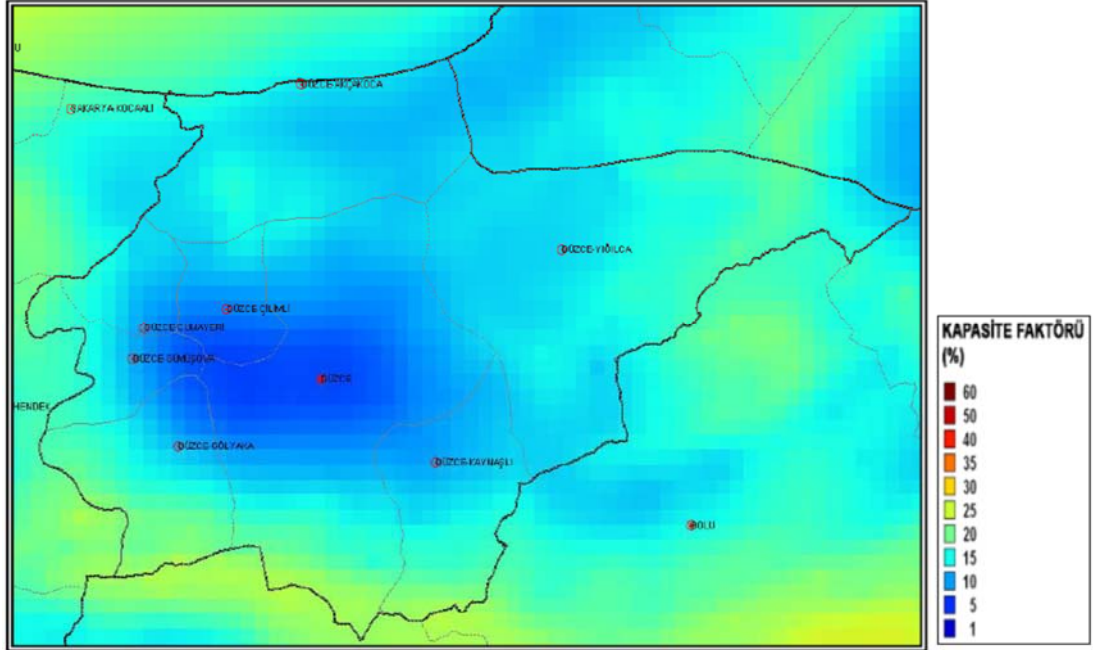 U
DÜZCE-AKÇAKOCA
SAKARYA-KOCAALİ
DÜZCE-YIĞILCA
DÜZCE-ÇİLİMLİ
DÜZCE-CUMAYERİ
DÜZCE-GÜMÜŞOVA
DÜZCE
HENDEK
DÜZCE-GÖLYAKA
DÜZCE-KAYNAŞLI
BOLU
KAPASİTE FAKTÖRÜ
(%)
60
50
40
35
30
25
20
15
10
5
1